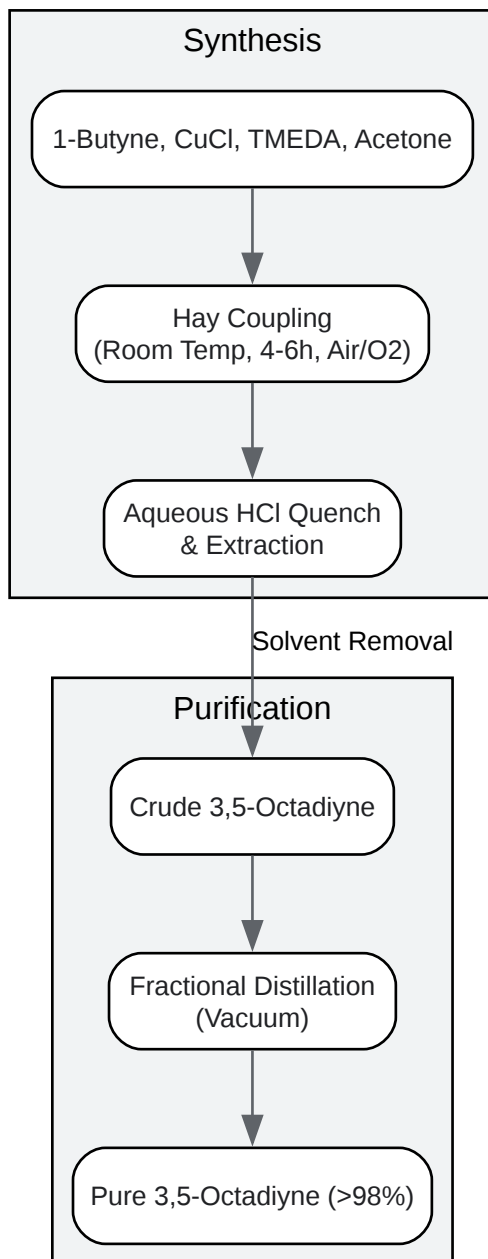 Synthesis
1-Butyne, CuCl, TMEDA, Acetone
Hay Coupling
(Room Temp, 4-6h, Air/O2)
Aqueous HCl Quench
& Extraction
Solvent Removal
Purification
Crude 3,5-Octadiyne
Fractional Distillation
(Vacuum)
Pure 3,5-Octadiyne (>98%)